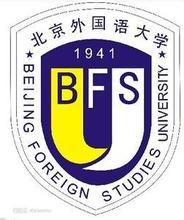 北京外国语大学
1941
BFS
BEIJING FOREIGN STUDIES UNIVERSITY